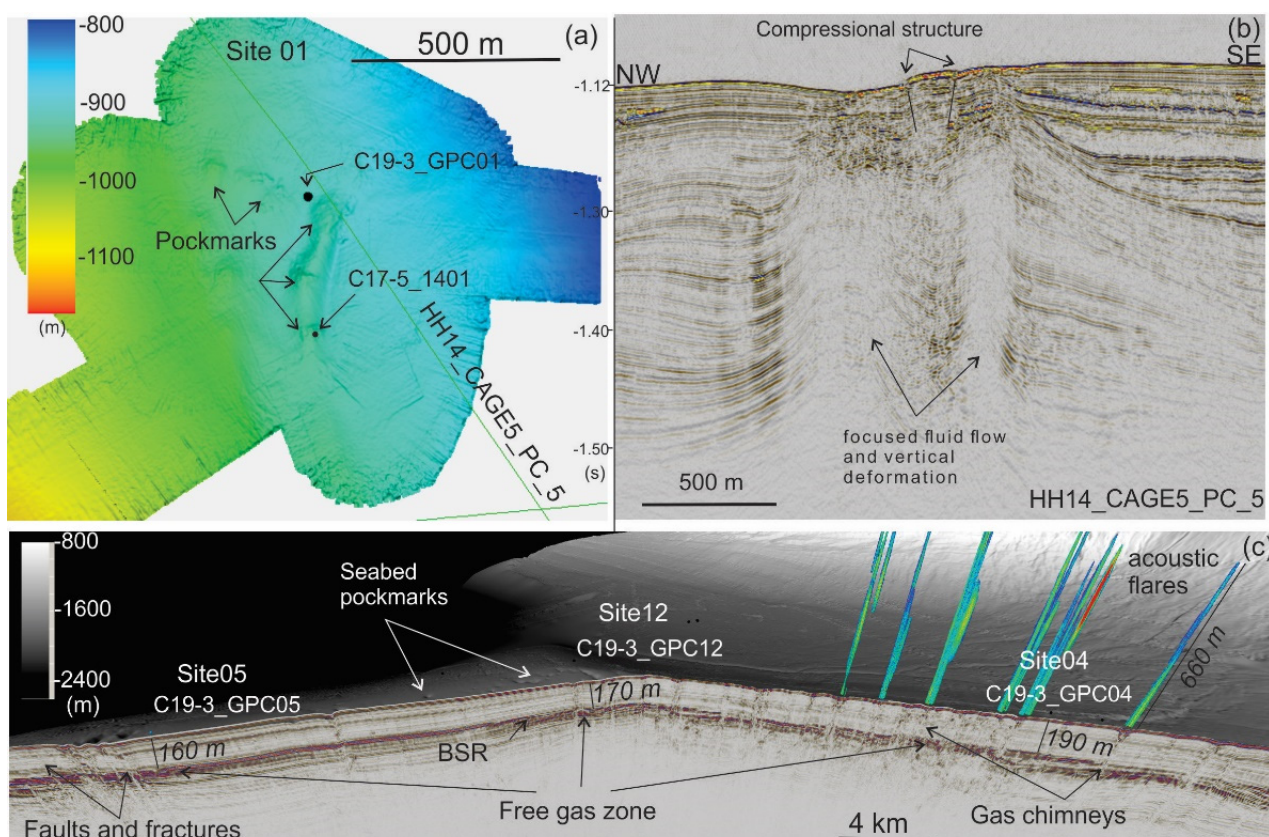 -800
-900
-1000
-1100
(m)
Site 01
500 m
(a)
C19-3_GPC01
Pockmarks
C17-5_1401
HH14_CAGE5_PC_5
(b)
Compressional structure
NW
SE
-1.12
-1.30
-1.40
-1.50
(s)
focused fluid flow
and vertical
deformation
500 m
HH14_CAGE5_PC_5
(c)
-800
-1600
-2400
(m)
Seabed
pockmarks
acoustic
flares
Site12
C19-3_GPC12
Site05
C19-3_GPC05
Site04
C19-3_GPC04
660 m
170 m
160 m
190 m
BSR
Free gas zone
Faults and fractures
4 km
Gas chimneys